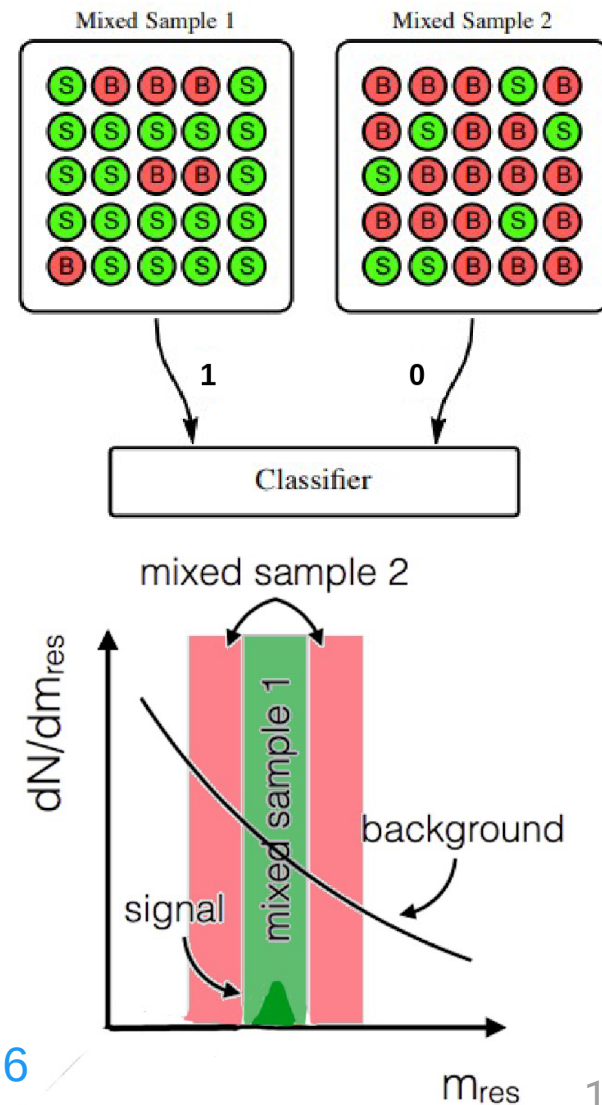 Mixed Sample 1
Mixed Sample 2
S B B B S
S S S S S
S S B B S
S S S S S
B S S S S
B B B S B
B S B B S
S B B B B
B B B S B
S S B B B
1
0
Classifier
mixed sample 2
dN/dmres
mixed sample 1
background
signal
mres
6
1